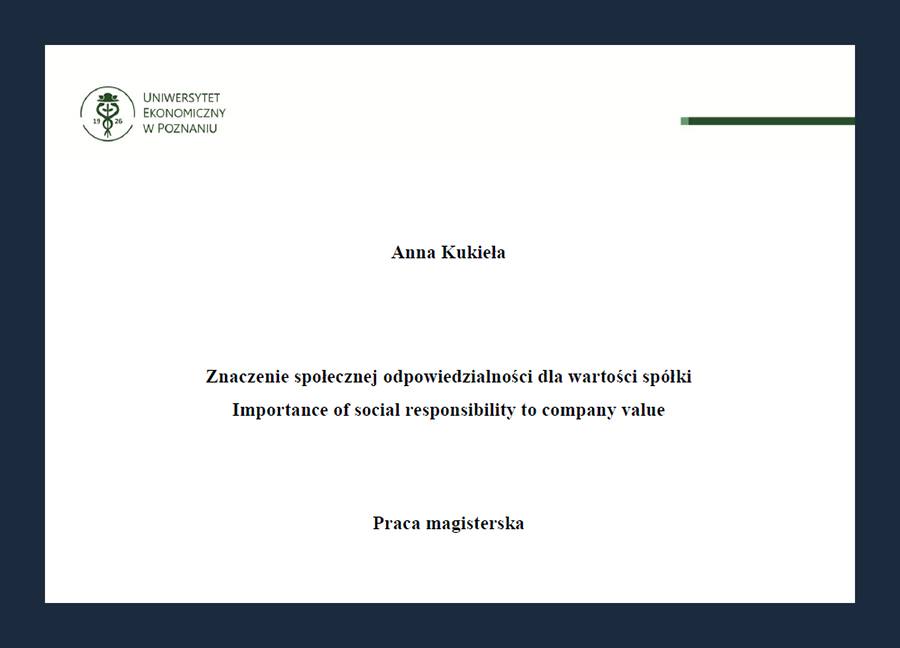 UNIWERSYTET
EKONOMICZNY
W POZNANIU
19 26
Anna Kukieła
Znaczenie społecznej odpowiedzialności dla wartości spółki
Importance of social responsibility to company value
Praca magisterska